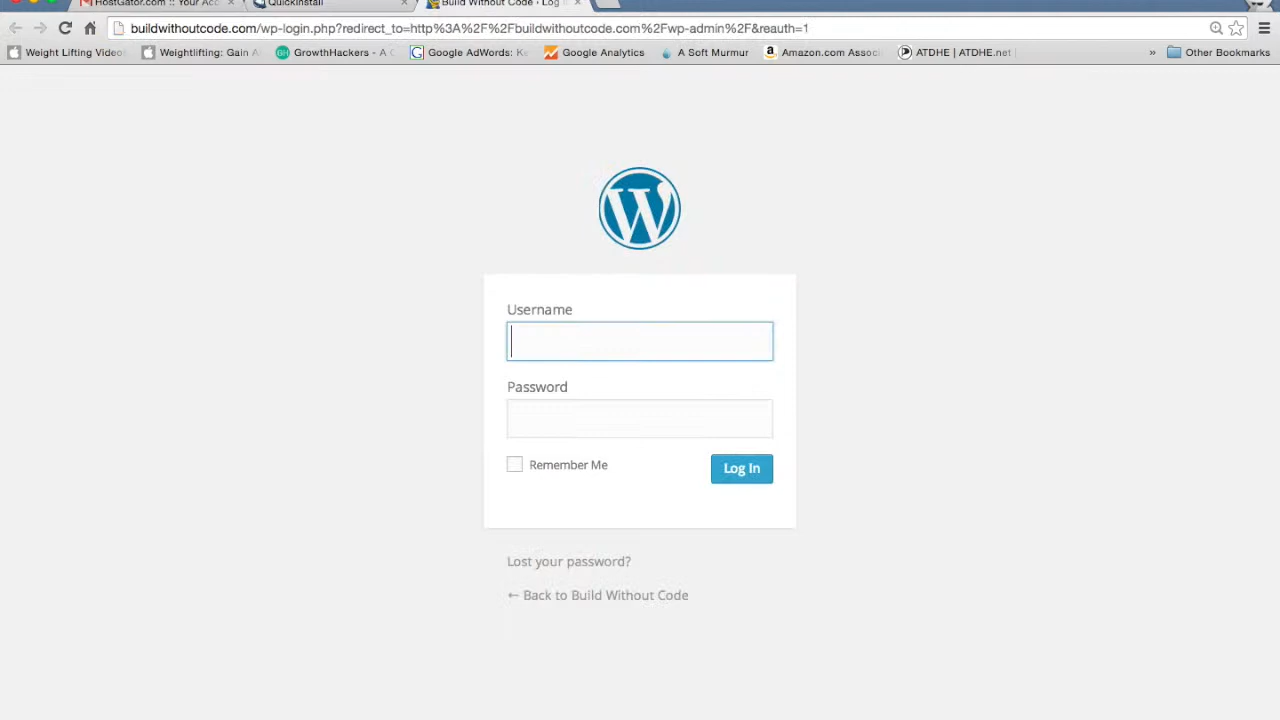 HostGator.com :: Your Acc
QuickInstall
Build Without Code › Log I
buildwithoutcode.com/wp-login.php?redirect_to=http%3A%2F%2Fbuildwithoutcode.com%2Fwp-admin%2F&reauth=1
Weight Lifting Video: Weightlifting: Gain A GrowthHackers - A C Google AdWords: Ke Google Analytics A Soft Murmur Amazon.com Assoc ATDHE | ATDHE.net » Other Bookmarks
W
Username
Password
Remember Me
Log In
Lost your password?
← Back to Build Without Code